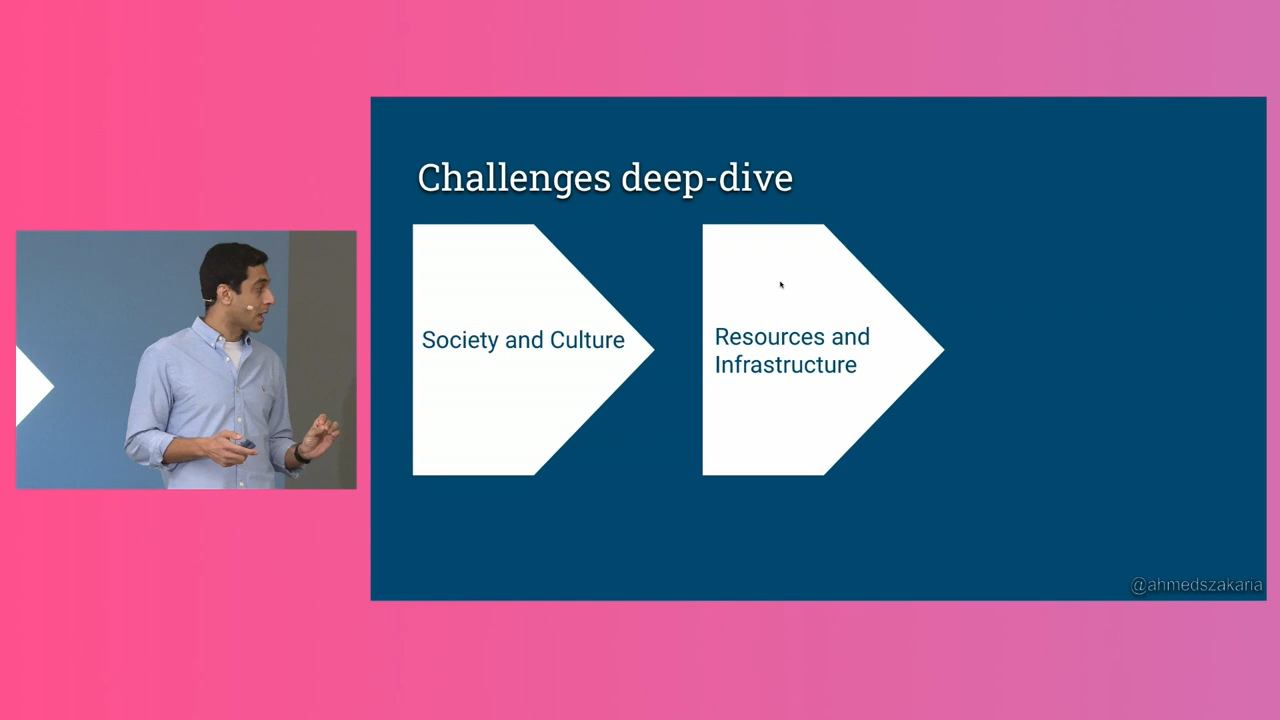 Challenges deep-dive
Society and Culture
Resources and
Infrastructure
@ahmedszakaria